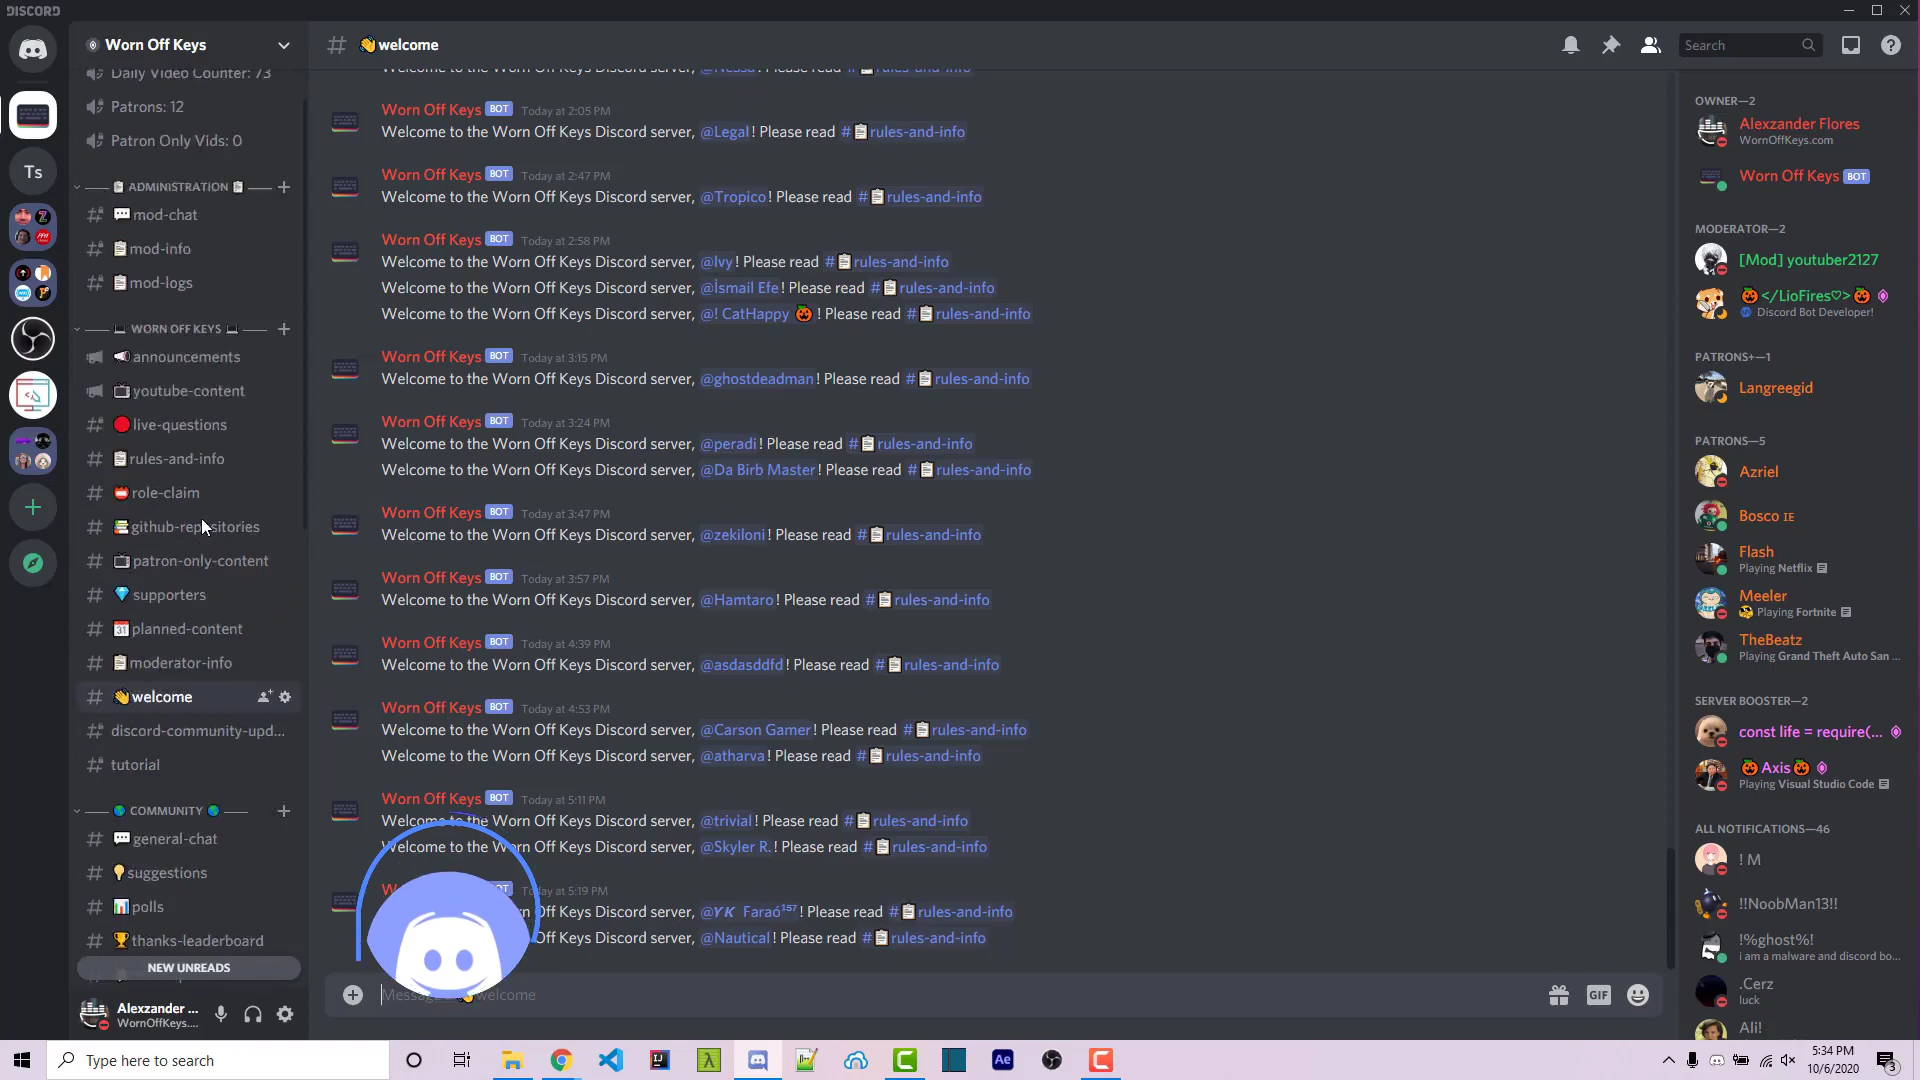 DISCORD
Worn Off Keys
Daily Video Counter: 73
Patrons: 12
Patron Only Vids: 0
ADMINISTRATION
mod-chat
mod-info
mod-logs
WORN OFF KEYS
announcements
youtube-content
live-questions
rules-and-info
role-claim
github-repositories
patron-only-content
supporters
planned-content
moderator-info
welcome
discord-community-upd...
tutorial
COMMUNITY
general-chat
suggestions
polls
thanks-leaderboard
NEW UNREADS
Alexzander ...
WornOffKeys....
Ts
# 👋welcome
Search
Welcome to the Worn Off Keys Discord server, @Nessa! Please read #📋rules-and-info
Worn Off Keys BOT Today at 2:05 PM
Welcome to the Worn Off Keys Discord server, @Legal! Please read #📋rules-and-info
Worn Off Keys BOT Today at 2:47 PM
Welcome to the Worn Off Keys Discord server, @Tropico! Please read #📋rules-and-info
Worn Off Keys BOT Today at 2:58 PM
Welcome to the Worn Off Keys Discord server, @Ivy! Please read #📋rules-and-info
Welcome to the Worn Off Keys Discord server, @İsmail Efe! Please read #📋rules-and-info
Welcome to the Worn Off Keys Discord server, @! CatHappy 🎃! Please read #📋rules-and-info
Worn Off Keys BOT Today at 3:15 PM
Welcome to the Worn Off Keys Discord server, @ghostdeadman! Please read #📋rules-and-info
Worn Off Keys BOT Today at 3:24 PM
Welcome to the Worn Off Keys Discord server, @peradi! Please read #📋rules-and-info
Welcome to the Worn Off Keys Discord server, @Da Birb Master! Please read #📋rules-and-info
Worn Off Keys BOT Today at 3:47 PM
Welcome to the Worn Off Keys Discord server, @zekiloni! Please read #📋rules-and-info
Worn Off Keys BOT Today at 3:57 PM
Welcome to the Worn Off Keys Discord server, @Hamtaro! Please read #📋rules-and-info
Worn Off Keys BOT Today at 4:39 PM
Welcome to the Worn Off Keys Discord server, @asdasddfd! Please read #📋rules-and-info
Worn Off Keys BOT Today at 4:53 PM
Welcome to the Worn Off Keys Discord server, @Carson Gamer! Please read #📋rules-and-info
Welcome to the Worn Off Keys Discord server, @atharva! Please read #📋rules-and-info
Worn Off Keys BOT Today at 5:11 PM
Welcome to the Worn Off Keys Discord server, @trivial! Please read #📋rules-and-info
Welcome to the Worn Off Keys Discord server, @Skyler R.! Please read #📋rules-and-info
Today at 5:19 PM
Off Keys Discord server, @YK Faraó¹⁵⁷! Please read #📋rules-and-info
Off Keys Discord server, @Nautical! Please read #📋rules-and-info
Message welcome
GIF
OWNER—2
Alexzander Flores
WornOffKeys.com
Worn Off Keys BOT
MODERATOR—2
[Mod] youtuber2127
🎃</LioFires♡>🎃
Discord Bot Developer!
PATRONS+—1
Langreegid
PATRONS—5
Azriel
Bosco IE
Flash
Playing Netflix
Meeler
Playing Fortnite
TheBeatz
Playing Grand Theft Auto San ...
SERVER BOOSTER—2
const life = require(...
🎃Axis🎃
Playing Visual Studio Code
ALL NOTIFICATIONS—46
! M
!!NoobMan13!!
!%ghost%!
i am a malware and discord bo...
.Cerz
luck
Ali!
Type here to search
Ae
5:34 PM
10/6/2020
3